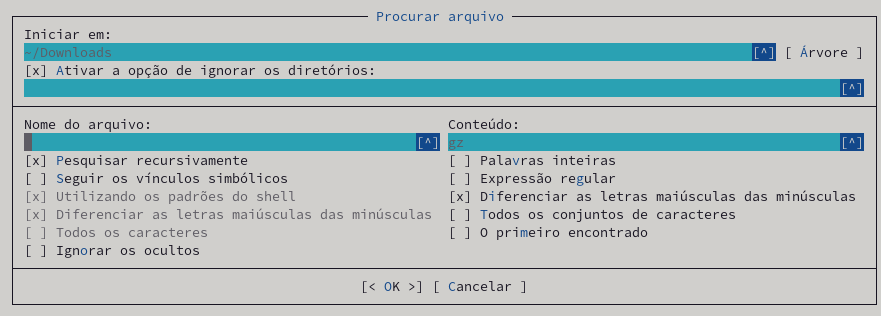 Procurar arquivo
Iniciar em:
~/Downloads [^] [ Árvore ]
[x] Ativar a opção de ignorar os diretórios:
[^]
Nome do arquivo: Conteúdo:
[^] gz [^]
[x] Pesquisar recursivamente [ ] Palavras inteiras
[ ] Seguir os vínculos simbólicos [ ] Expressão regular
[x] Utilizando os padrões do shell [x] Diferenciar as letras maiúsculas das minúsculas
[x] Diferenciar as letras maiúsculas das minúsculas [ ] Todos os conjuntos de caracteres
[ ] Todos os caracteres [ ] O primeiro encontrado
[ ] Ignorar os ocultos
[< OK >] [ Cancelar ]